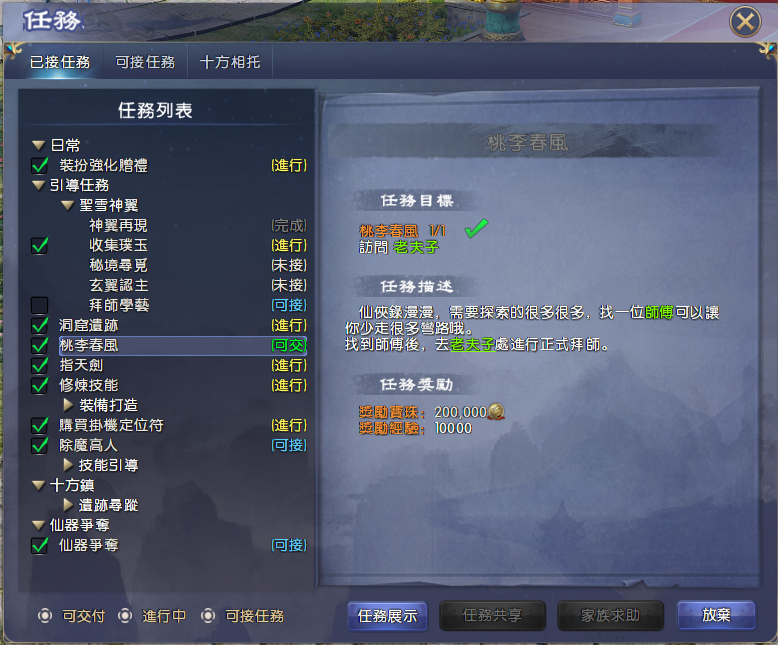 任務
已接任務 可接任務 十方相托
任務列表
日常
裝扮強化贈禮 (進行)
引導任務
聖雪神翼
神翼再現 (完成)
收集璞玉 (進行)
秘境尋覓 (未接)
玄翼認主 (未接)
拜師學藝 (可接)
洞窟遺跡 (進行)
桃李春風 (可交)
指天劍 (進行)
修煉技能 (進行)
裝備打造
購買掛機定位符 (進行)
除魔高人 (可接)
技能引導
十方鎮
遺跡尋蹤
仙器爭奪
仙器爭奪 (可接)
可交付 進行中 可接任務
桃李春風
任務目標
桃李春風 1/1
訪問 老夫子
任務描述
仙俠錄漫漫，需要探索的很多很多，找一位師傅可以讓
你少走很多彎路哦。
找到師傅後，去老夫子處進行正式拜師。
任務獎勵
獎勵寶珠：200,000
獎勵經驗：10000
任務展示 任務共享 家族求助 放棄